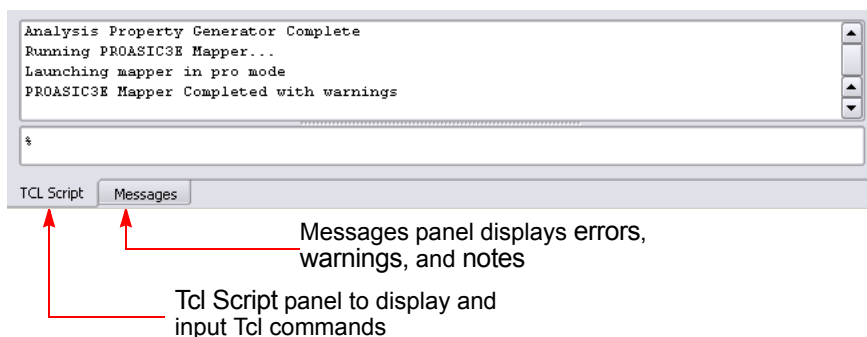 Analysis Property Generator Complete
Running PROASIC3E Mapper...
Launching mapper in pro mode
PROASIC3E Mapper Completed with warnings
%
TCL Script Messages
Messages panel displays errors,
warnings, and notes
Tcl Script panel to display and
input Tcl commands